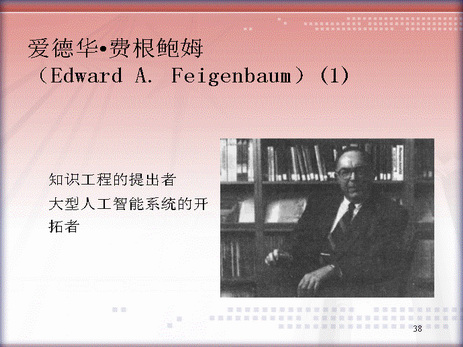 爱德华•费根鲍姆
（Edward A. Feigenbaum）(1)
知识工程的提出者
大型人工智能系统的开
拓者
38